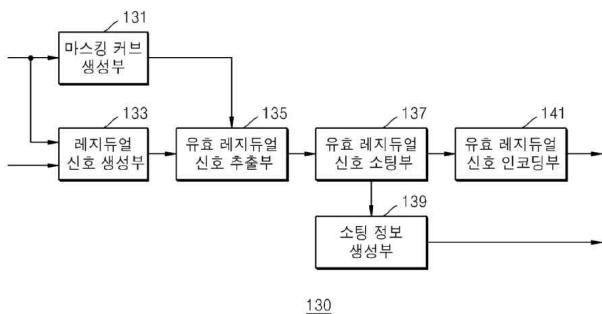 131
마스킹 커브
생성부
133
레지듀얼
신호 생성부
135
유효 레지듀얼
신호 추출부
137
유효 레지듀얼
신호 소팅부
141
유효 레지듀얼
신호 인코딩부
139
소팅 정보
생성부
130